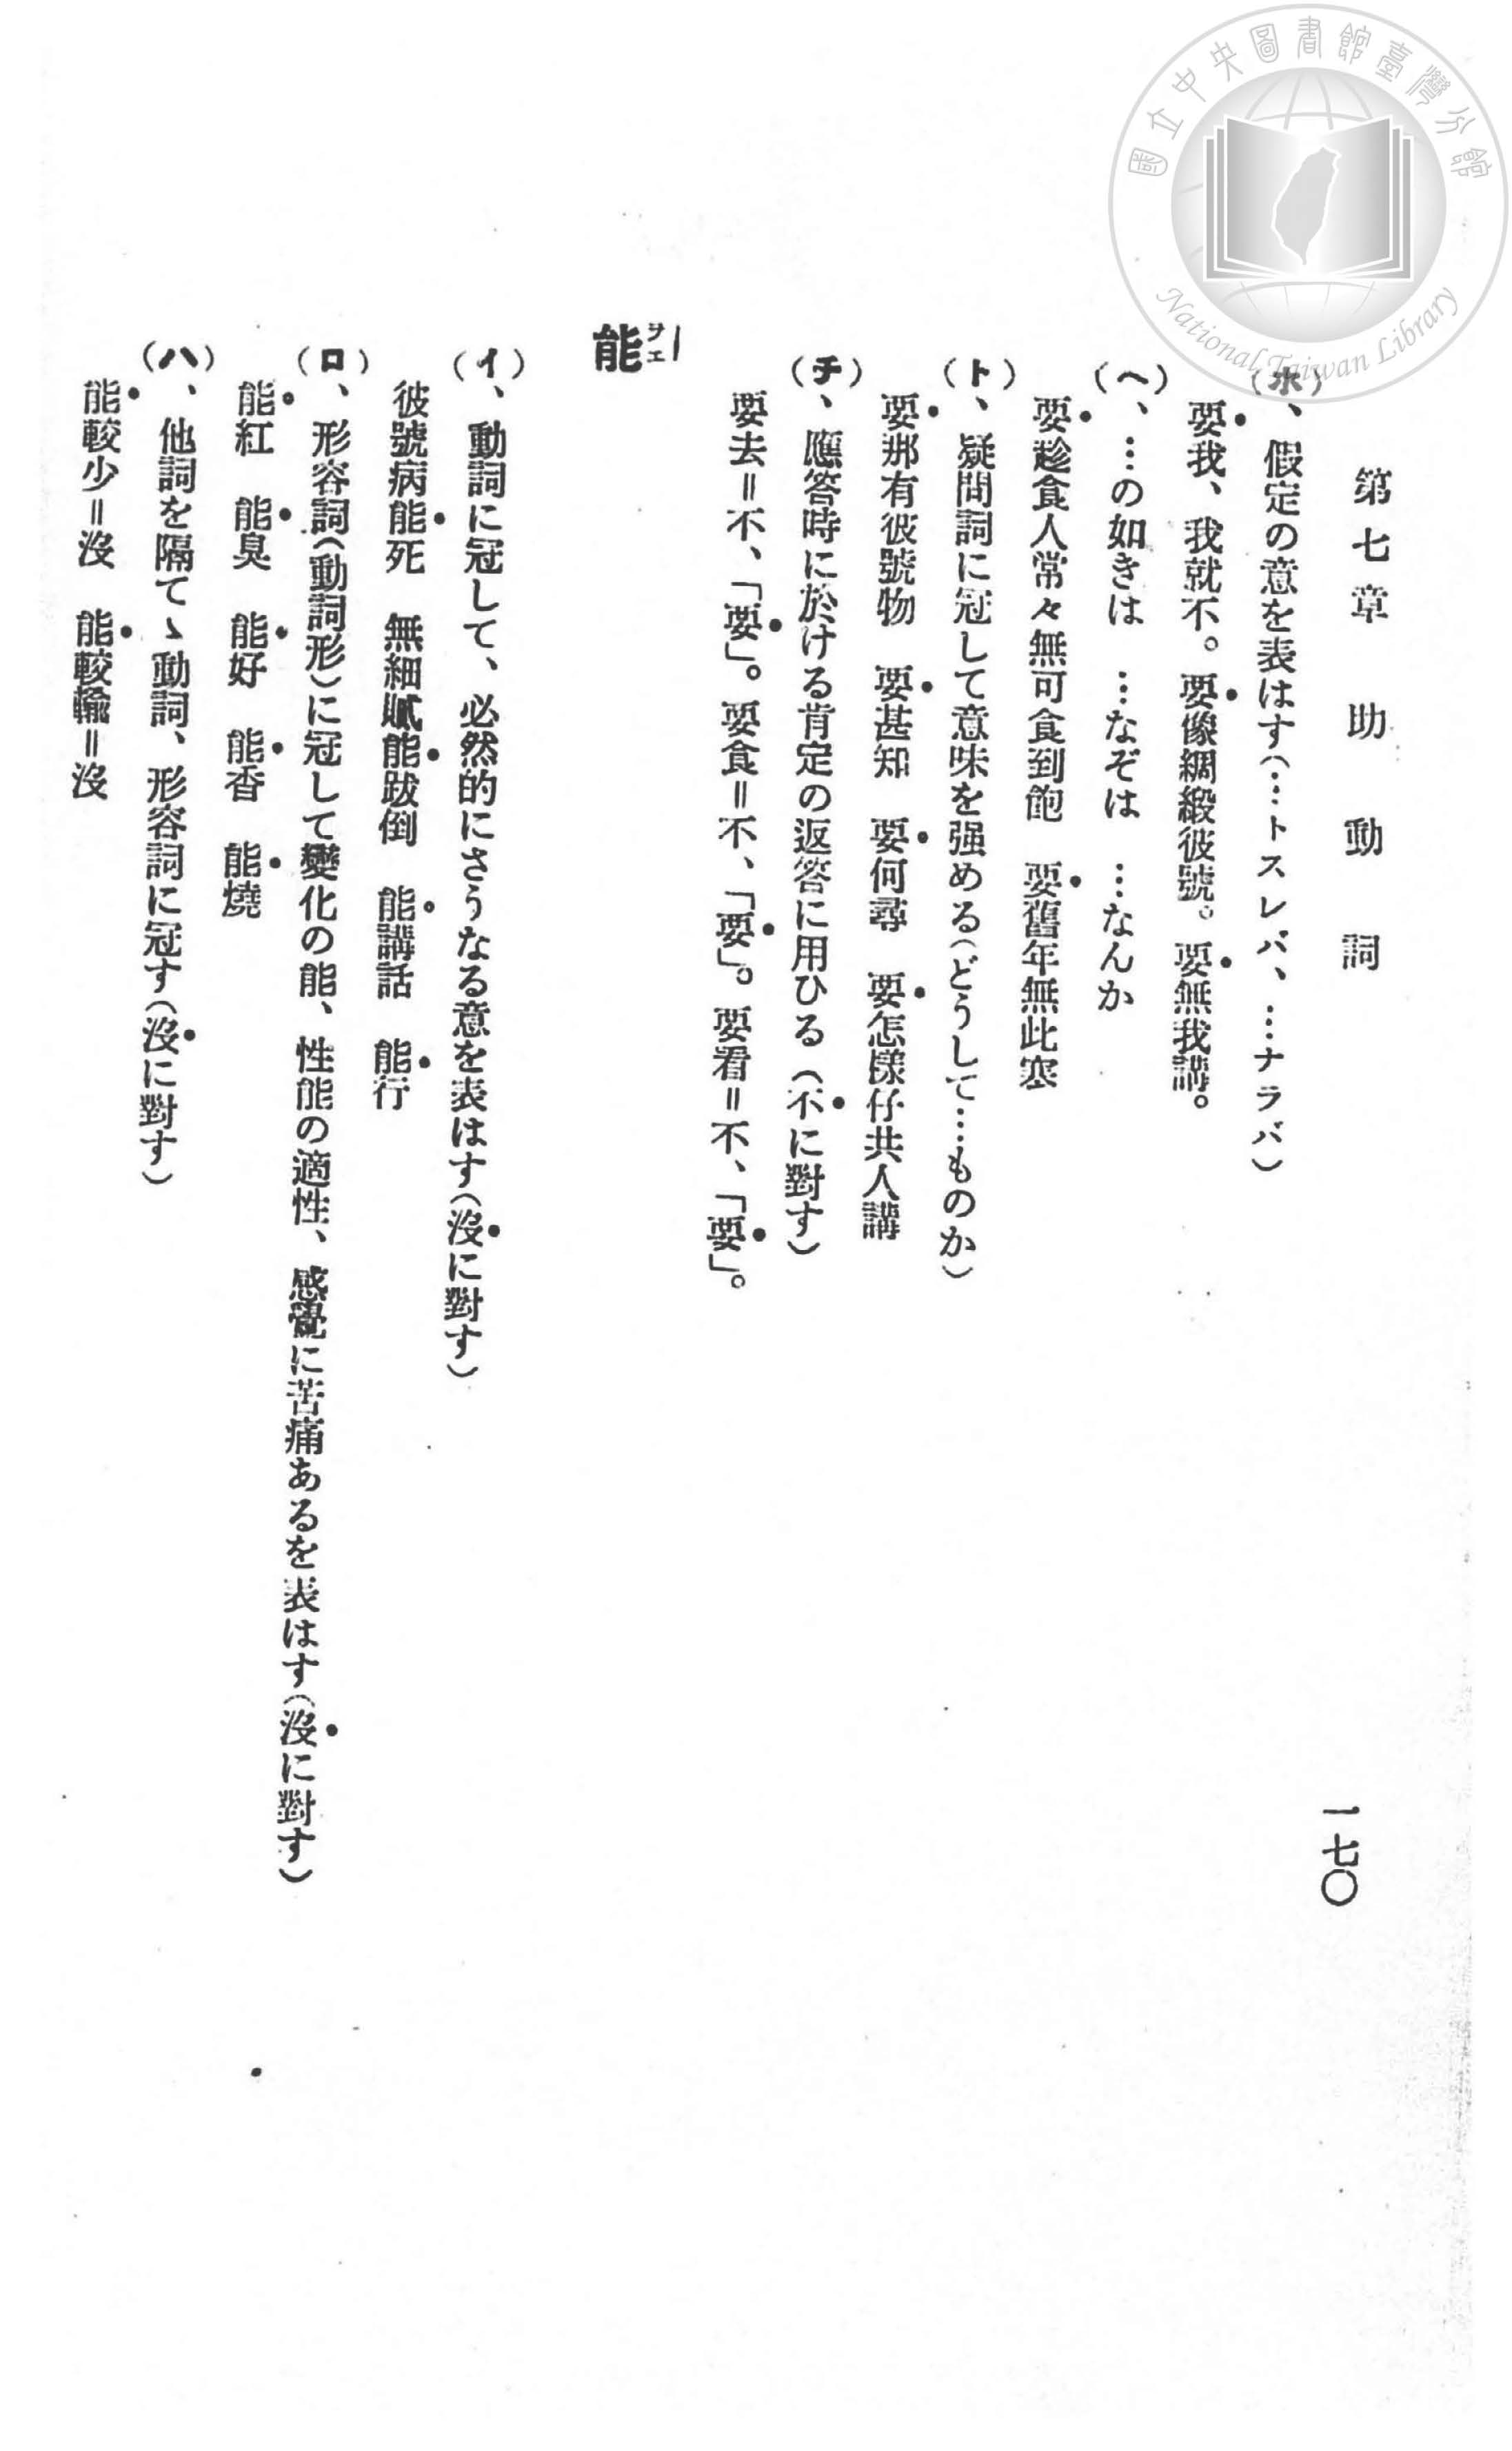 國立中央圖書館臺灣分館
National Taiwan Library
第七章 助動詞
一七〇
(ホ)、假定の意を表はす(…トスレバ、…ナラバ)
要我、我就不。要像綢緞彼號。要無我講。
(ヘ)、…の如きは …なぞは …なんか
要趁食人常々無可食到飽 要舊年無此寒
(ト)、疑問詞に冠して意味を强める(どうして…ものか)
要那有彼號物 要甚知 要何尋 要怎樣仔共人講
(チ)、應答時に於ける肯定の返答に用ひる(不に對す)
要去=不、「要」。要食=不、「要」。要看=不、「要」。
能
ヲエー
(イ)、動詞に冠して、必然的にさうなる意を表はす(沒に對す)
彼號病能死 無細膩能跋倒 能講話 能行
(ロ)、形容詞(動詞形)に冠して變化の能、性能の適性、感覺に苦痛あるを表はす(沒に對す)
能紅 能臭 能好 能香 能燒
(ハ)、他詞を隔てゝ動詞、形容詞に冠す(沒に對す)
能較少=沒 能較輸=沒